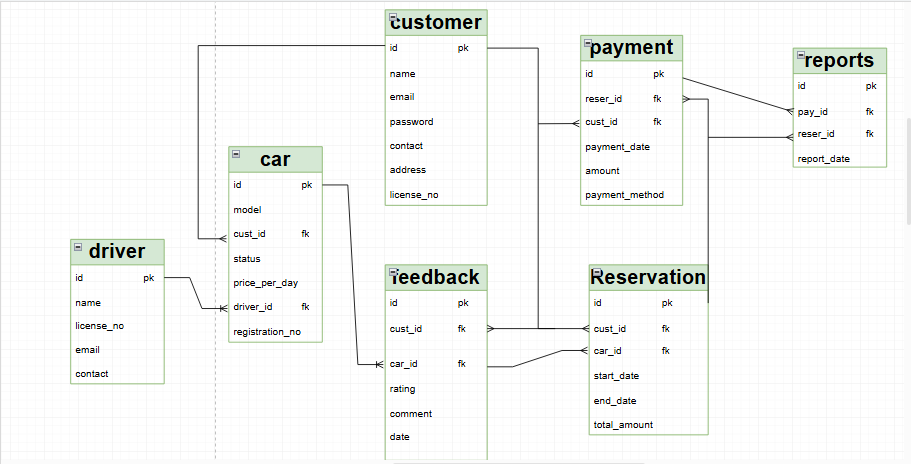 customer
id pk
name
email
password
contact
address
license_no
payment
id pk
reser_id fk
cust_id fk
payment_date
amount
payment_method
reports
id pk
pay_id fk
reser_id fk
report_date
car
id pk
model
cust_id fk
status
price_per_day
driver_id fk
registration_no
driver
id pk
name
license_no
email
contact
feedback
id pk
cust_id fk
car_id fk
rating
comment
date
Reservation
id pk
cust_id fk
car_id fk
start_date
end_date
total_amount